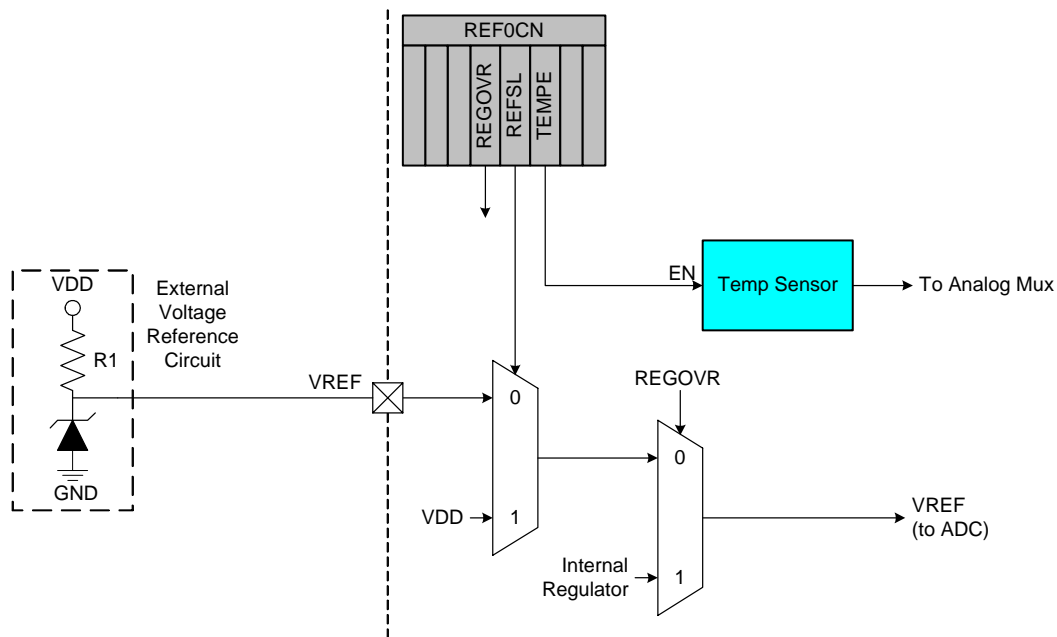 REF0CN
REGOVR
REFSL
TEMPE
EN
Temp Sensor
To Analog Mux
VDD
R1
GND
External
Voltage
Reference
Circuit
VREF
0
1
VDD
REGOVR
0
1
Internal
Regulator
VREF
(to ADC)